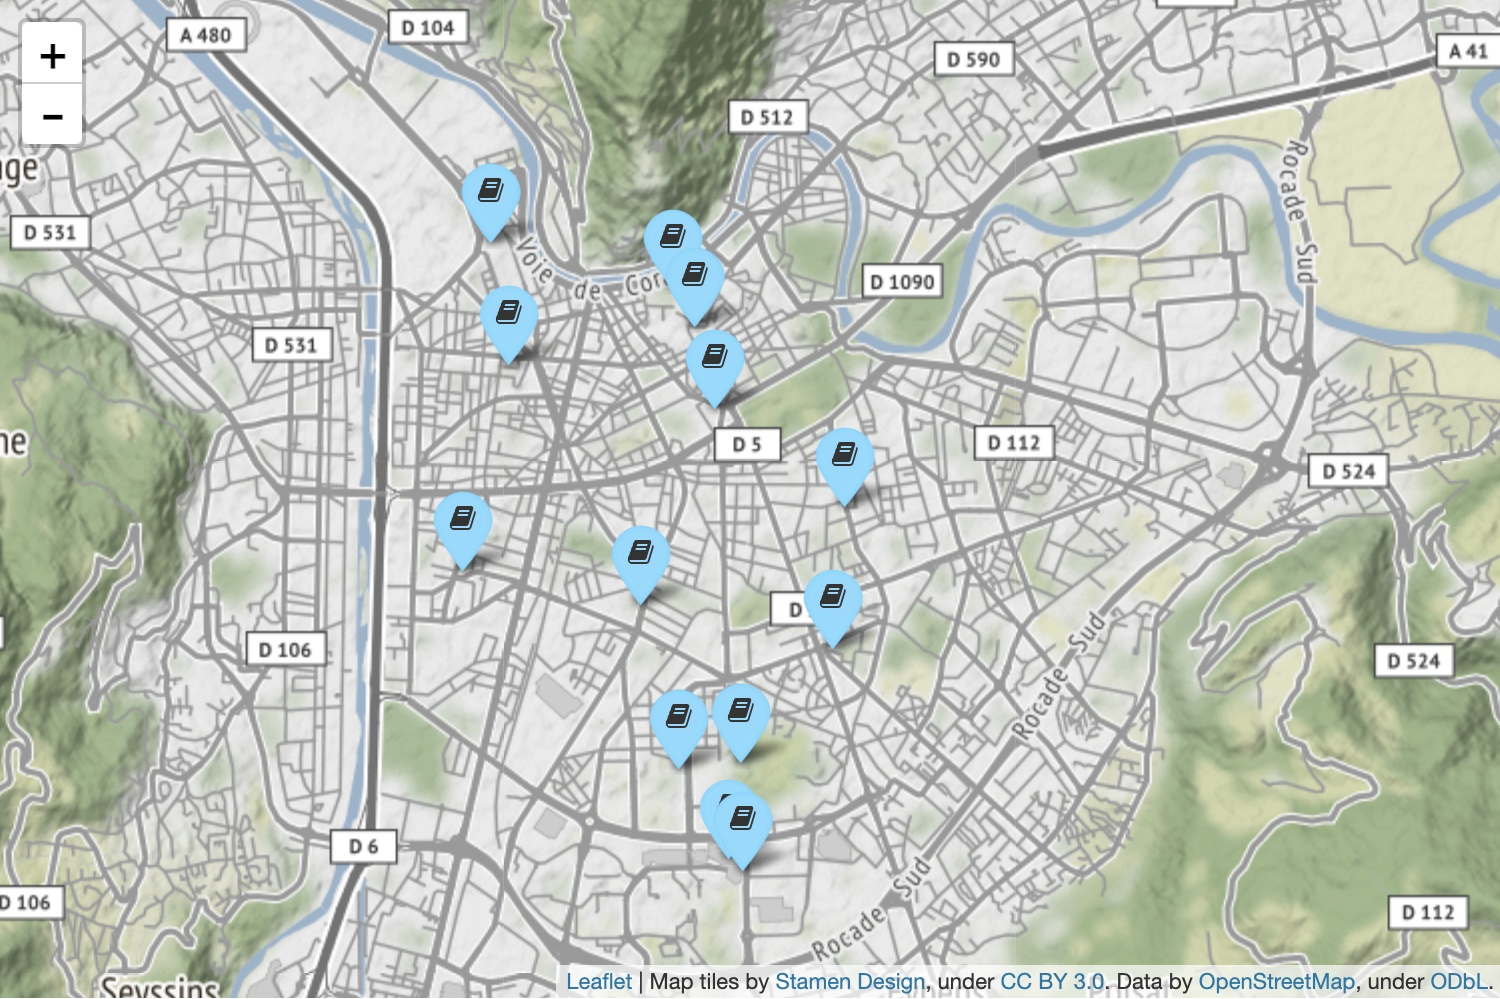 +
−
A 480
D 104
D 590
A 41
D 512
Rocade Sud
D 531
Voie de Cor
D 1090
D 531
D 5
D 112
D 524
D
D 106
Rocade Sud
D 524
D 6
Rocade Sud
D 106
D 112
Seyssins
Leaflet | Map tiles by Stamen Design, under CC BY 3.0. Data by OpenStreetMap, under ODbL.